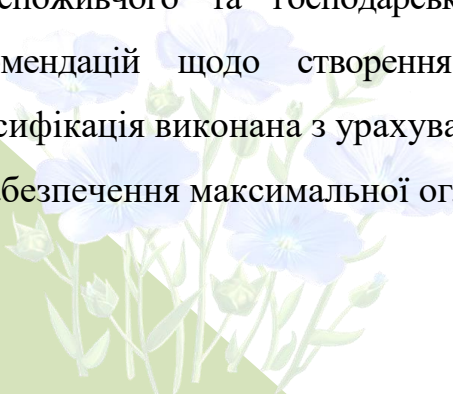 споживчого та господарськ
мендацій щодо створення
сифікація виконана з урахува
безпечення максимальної ог